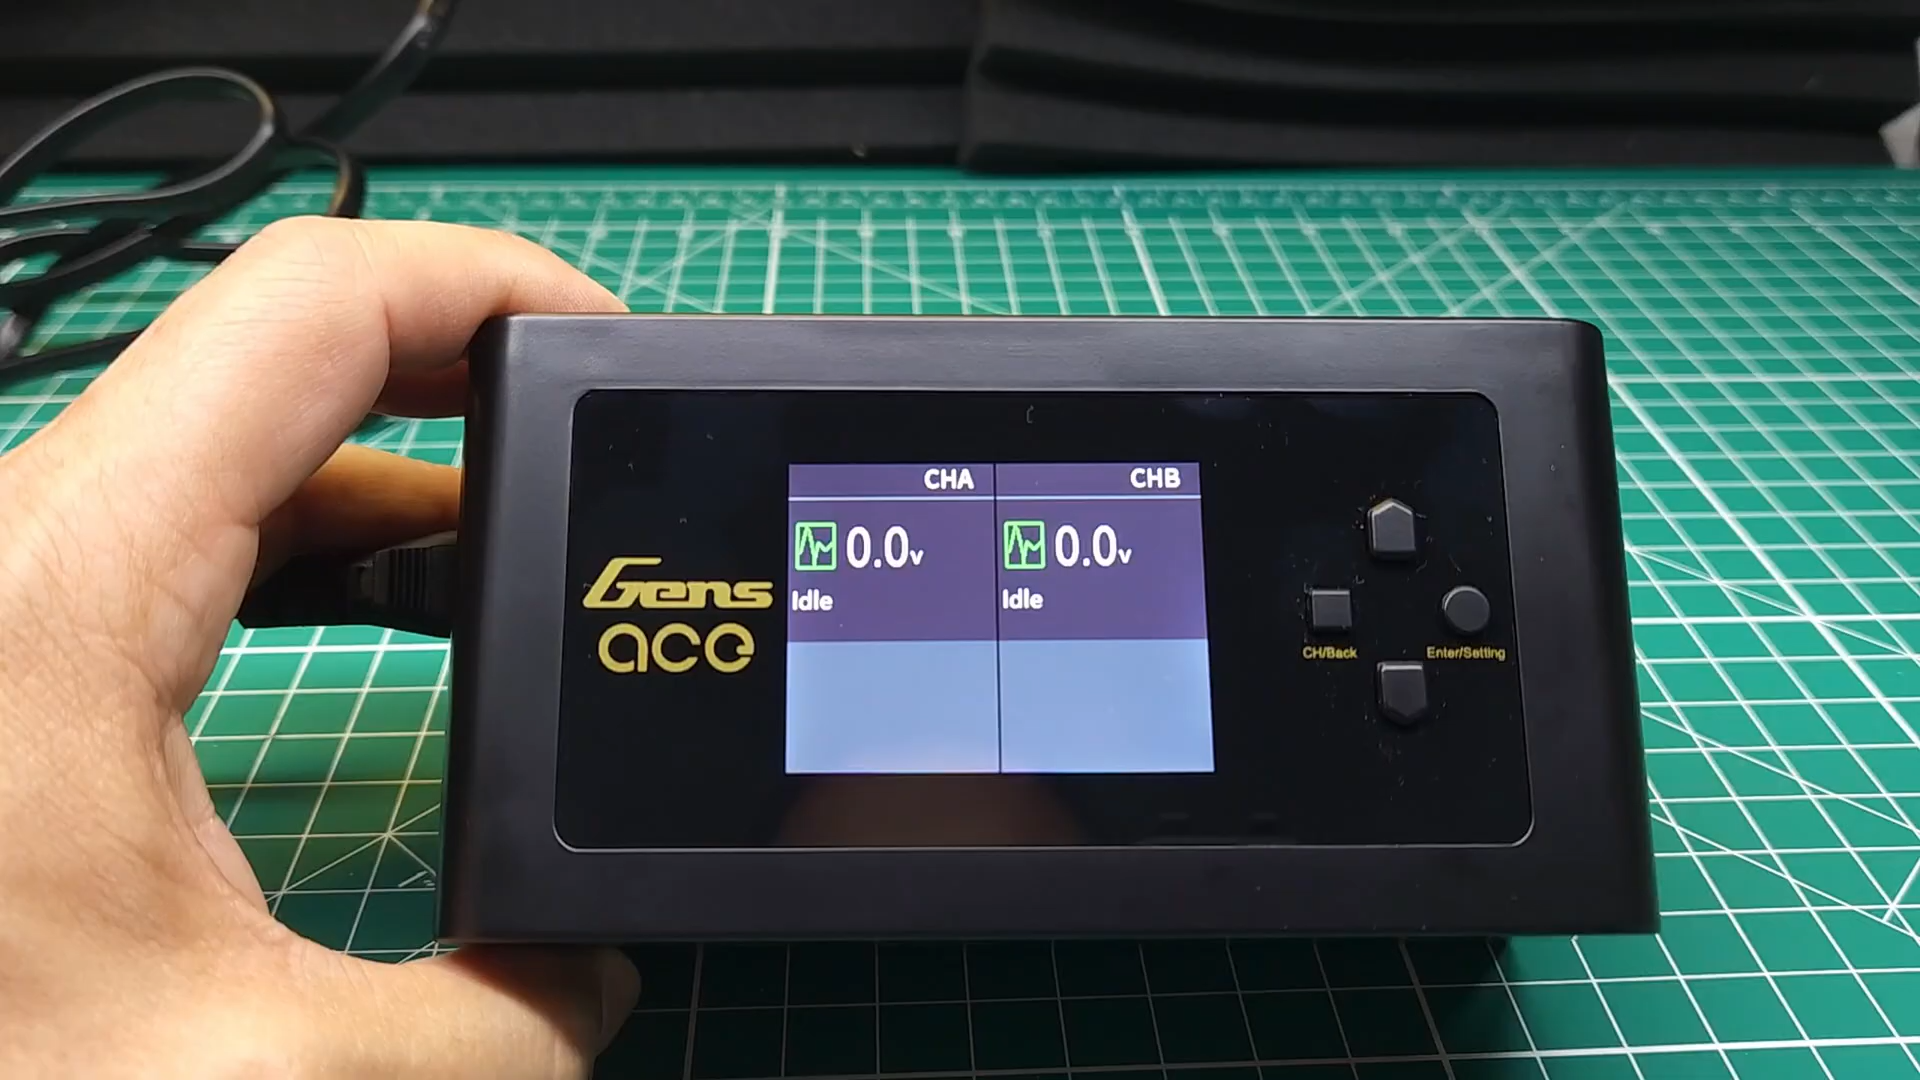 Gens
ace
CHA
CHB
0.0v
0.0v
Idle
Idle
CH/Back
Enter/Setting